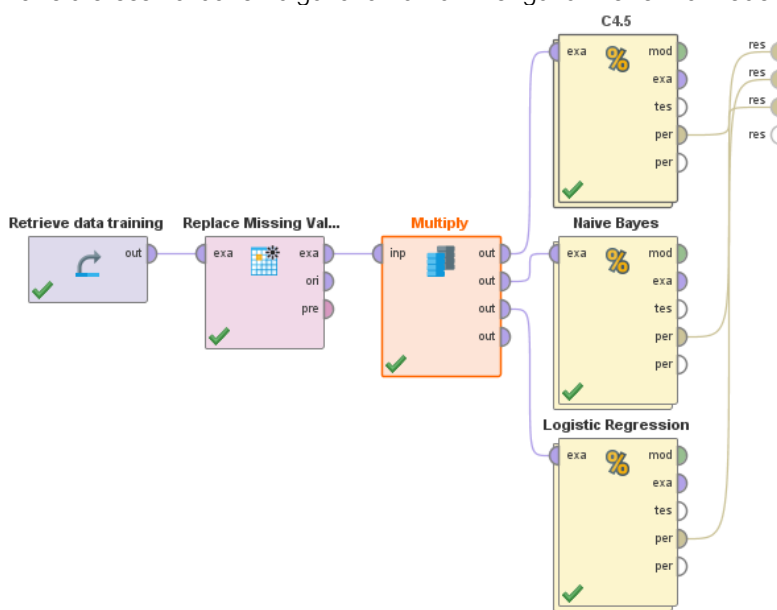 C4.5
exa
mod
exa
tes
per
per
res
res
res
res
Retrieve data training
out
Replace Missing Val...
exa
exa
ori
pre
Multiply
inp
out
out
out
out
Naive Bayes
exa
mod
exa
tes
per
per
Logistic Regression
exa
mod
exa
tes
per
per